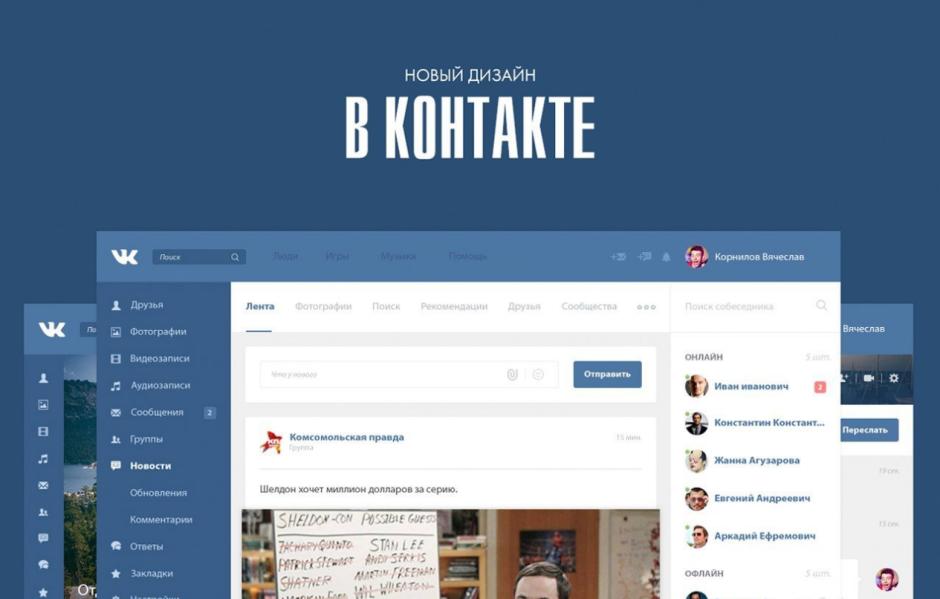 НОВЫЙ ДИЗАЙН
В КОНТАКТЕ
Поиск
Люди Игры Музыка Помощь
Корнилов Вячеслав
Друзья
Фотографии
Видеозаписи
Аудиозаписи
Сообщения 2
Группы
Новости
Обновления
Комментарии
Ответы
Закладки
Настройки
Лента Фотографии Поиск Рекомендации Друзья Сообщества
Что у нового
Отправить
Комсомольская правда
15 мин.
Группа
Шелдон хочет миллион долларов за серию.
SHELDON-CON POSSIBLE GUESTS
ZACHARY QUINTO STAN LEE
PATRICK STEWART ANDY SERKIS
SHATNER MARTIN FREEMAN
WIL WHEATON
Поиск собеседника
ОНЛАЙН 5 шт.
Иван иванович 2
Константин Констант...
Жанна Агузарова
Евгений Андреевич
Аркадий Ефремович
ОФЛАЙН 5 шт.
По
Вячеслав
Переслать
19 сек.
15 сек.
От